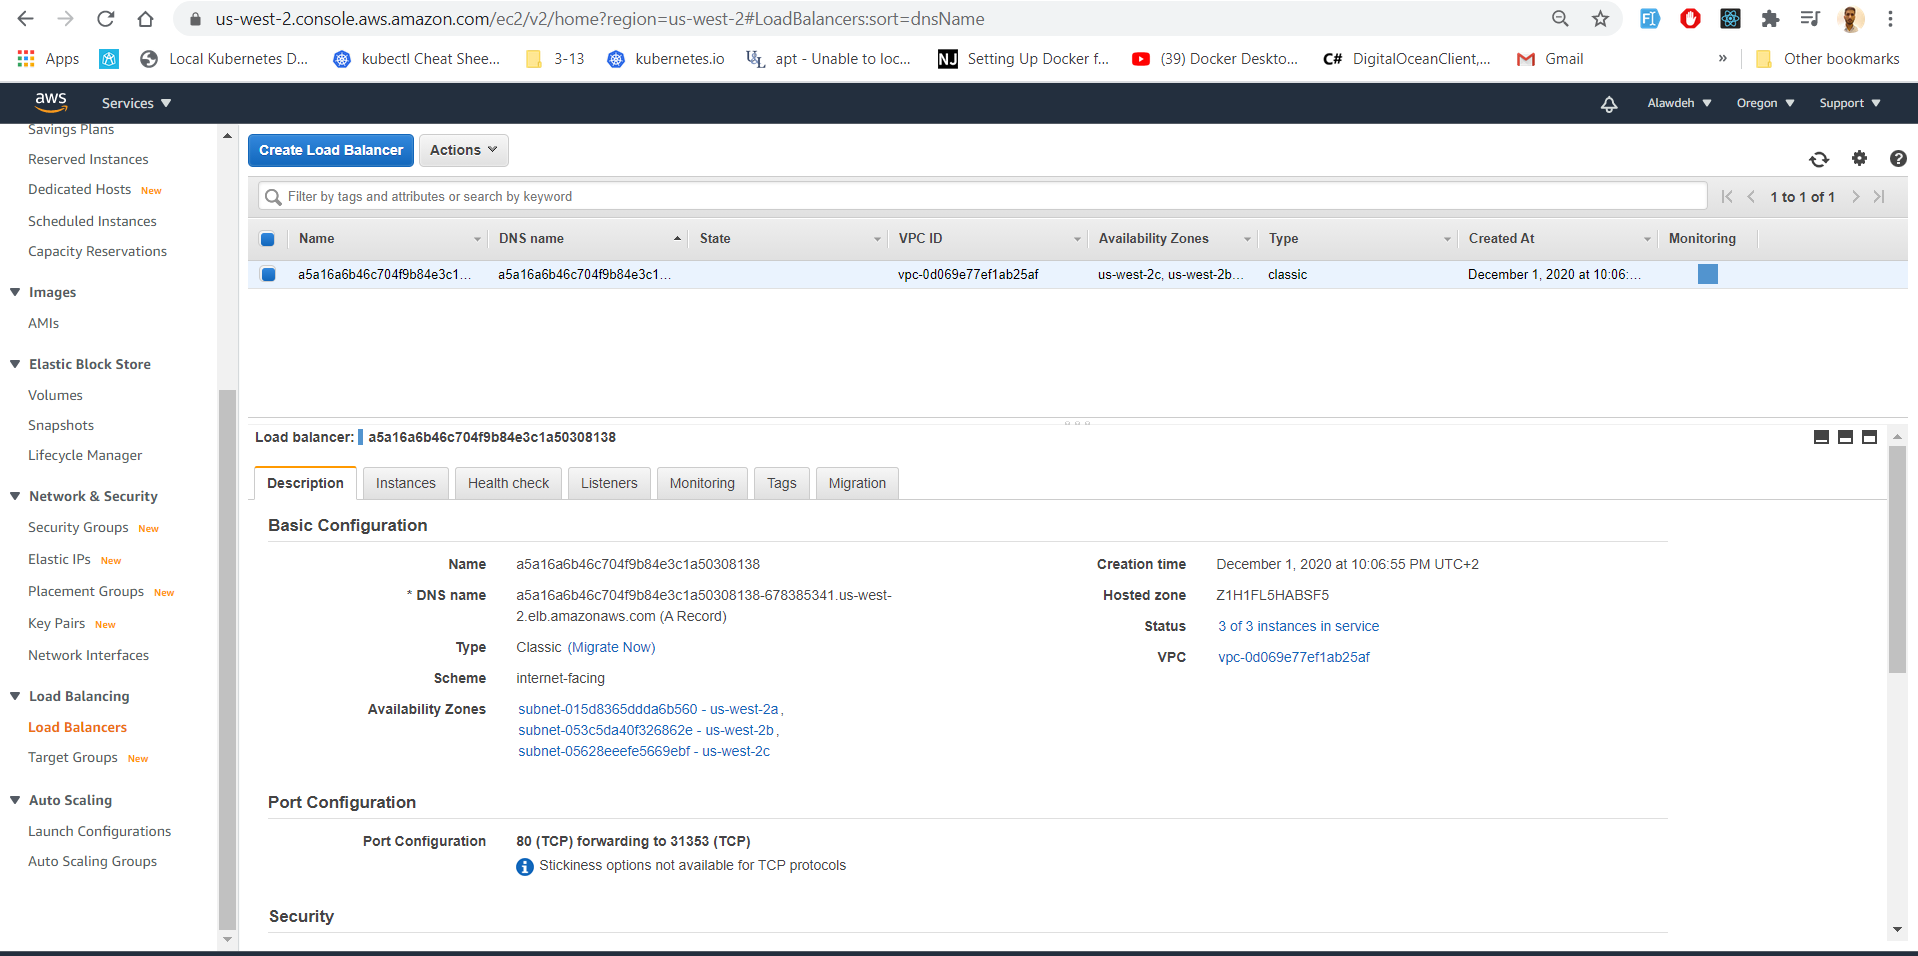 us-west-2.console.aws.amazon.com/ec2/v2/home?region=us-west-2#LoadBalancers:sort=dnsName
Apps Local Kubernetes D... kubectl Cheat Shee... 3-13 kubernetes.io apt - Unable to loc... NJ Setting Up Docker f... (39) Docker Deskto... C# DigitalOceanClient,... Gmail » Other bookmarks
aws Services Alawdeh Oregon Support
Savings Plans
Reserved Instances
Dedicated Hosts New
Scheduled Instances
Capacity Reservations
Images
AMIs
Elastic Block Store
Volumes
Snapshots
Lifecycle Manager
Network & Security
Security Groups New
Elastic IPs New
Placement Groups New
Key Pairs New
Network Interfaces
Load Balancing
Load Balancers
Target Groups New
Auto Scaling
Launch Configurations
Auto Scaling Groups
Create Load Balancer Actions
Filter by tags and attributes or search by keyword 1 to 1 of 1
Name DNS name State VPC ID Availability Zones Type Created At Monitoring
a5a16a6b46c704f9b84e3c1... a5a16a6b46c704f9b84e3c1... vpc-0d069e77ef1ab25af us-west-2c, us-west-2b... classic December 1, 2020 at 10:06:...
Load balancer: a5a16a6b46c704f9b84e3c1a50308138
Description Instances Health check Listeners Monitoring Tags Migration
Basic Configuration
Name a5a16a6b46c704f9b84e3c1a50308138
* DNS name a5a16a6b46c704f9b84e3c1a50308138-678385341.us-west-
2.elb.amazonaws.com (A Record)
Type Classic (Migrate Now)
Scheme internet-facing
Availability Zones subnet-015d8365ddda6b560 - us-west-2a,
subnet-053c5da40f326862e - us-west-2b,
subnet-05628eeefe5669ebf - us-west-2c
Creation time December 1, 2020 at 10:06:55 PM UTC+2
Hosted zone Z1H1FL5HABSF5
Status 3 of 3 instances in service
VPC vpc-0d069e77ef1ab25af
Port Configuration
Port Configuration 80 (TCP) forwarding to 31353 (TCP)
Stickiness options not available for TCP protocols
Security